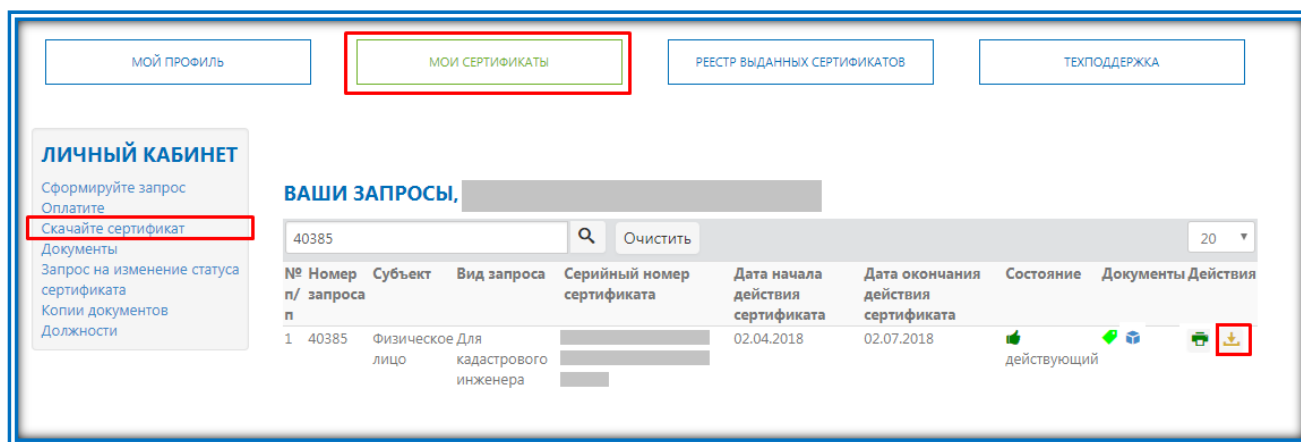 МОЙ ПРОФИЛЬ
МОИ СЕРТИФИКАТЫ
РЕЕСТР ВЫДАННЫХ СЕРТИФИКАТОВ
ТЕХПОДДЕРЖКА
ЛИЧНЫЙ КАБИНЕТ
Сформируйте запрос
Оплатите
Скачайте сертификат
Документы
Запрос на изменение статуса
сертификата
Копии документов
Должности
ВАШИ ЗАПРОСЫ,
40385 Очистить 20
№ Номер Субъект Вид запроса Серийный номер Дата начала Дата окончания Состояние Документы Действия
п/ запроса сертификата действия действия
п сертификата сертификата
1 40385 Физическое Для 02.04.2018 02.07.2018
лицо кадастрового действующий
инженера